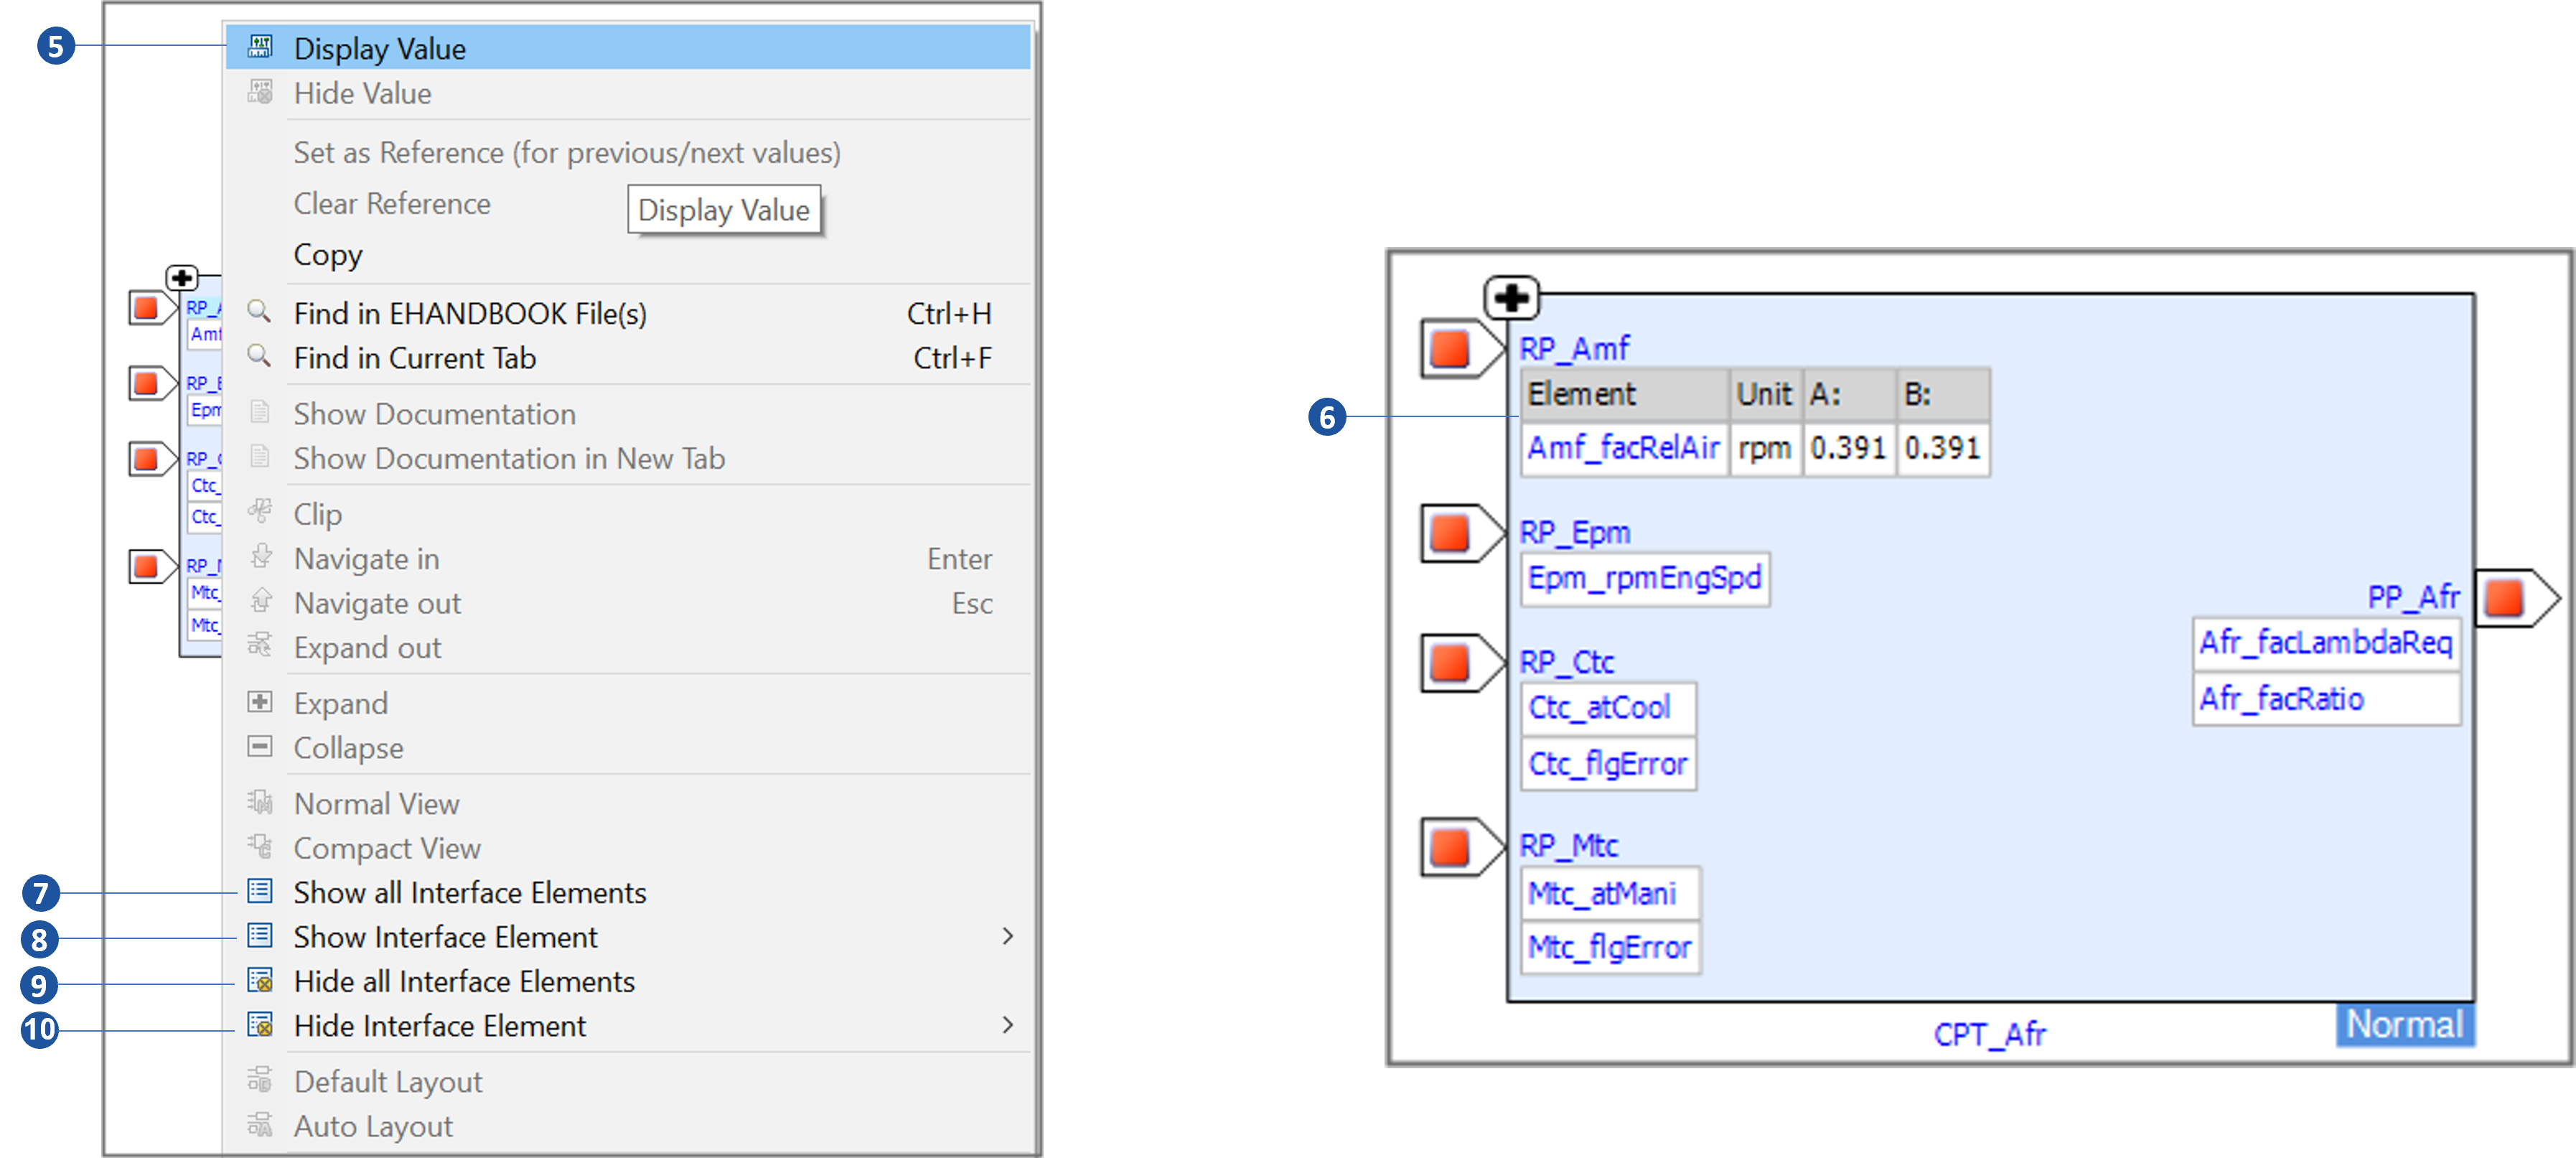 5
Display Value
Hide Value
Set as Reference (for previous/next values)
Clear Reference
Display Value
Copy
Find in EHANDBOOK File(s) Ctrl+H
Find in Current Tab Ctrl+F
Show Documentation
Show Documentation in New Tab
Clip
Navigate in Enter
Navigate out Esc
Expand out
Expand
Collapse
Normal View
Compact View
7 Show all Interface Elements
8 Show Interface Element
9 Hide all Interface Elements
10 Hide Interface Element
Default Layout
Auto Layout
RP_
Epm
RP_
Ctc_
Ctc_
RP_
Mtc_
Mtc_
6
RP_Amf
Element Unit A: B:
Amf_facRelAir rpm 0.391 0.391
RP_Epm
Epm_rpmEngSpd
RP_Ctc
Ctc_atCool
Ctc_flgError
RP_Mtc
Mtc_atMani
Mtc_flgError
PP_Afr
Afr_facLambdaReq
Afr_facRatio
CPT_Afr
Normal